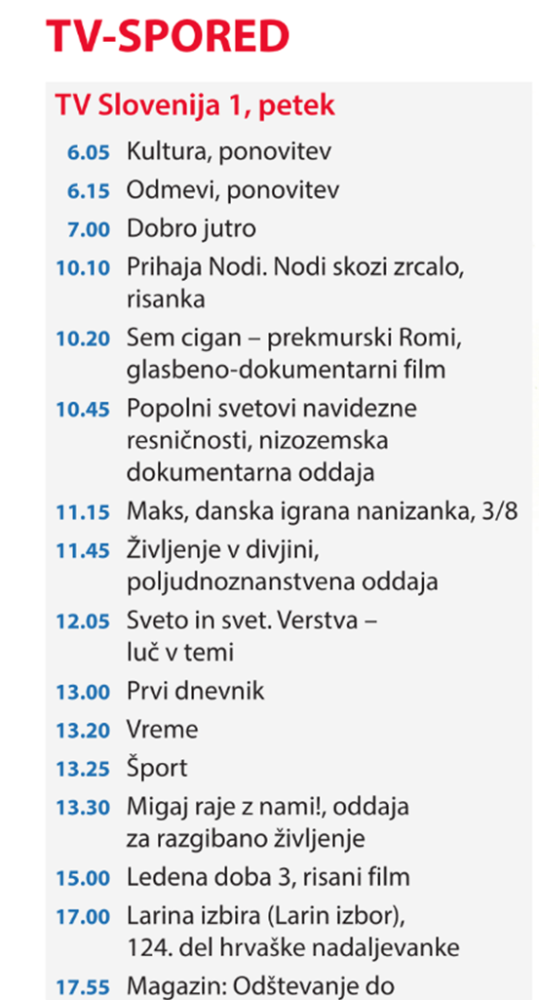 TV-SPORED
TV Slovenija 1, petek
6.05 Kultura, ponovitev
6.15 Odmevi, ponovitev
7.00 Dobro jutro
10.10 Prihaja Nodi. Nodi skozi zrcalo,
risanka
10.20 Sem cigan – prekmurski Romi,
glasbeno-dokumentarni film
10.45 Popolni svetovi navidezne
resničnosti, nizozemska
dokumentarna oddaja
11.15 Maks, danska igrana nanizanka, 3/8
11.45 Življenje v divjini,
poljudnoznanstvena oddaja
12.05 Sveto in svet. Verstva –
luč v temi
13.00 Prvi dnevnik
13.20 Vreme
13.25 Šport
13.30 Migaj raje z nami!, oddaja
za razgibano življenje
15.00 Ledena doba 3, risani film
17.00 Larina izbira (Larin izbor),
124. del hrvaške nadaljevanke
17.55 Magazin: Odštevanje do